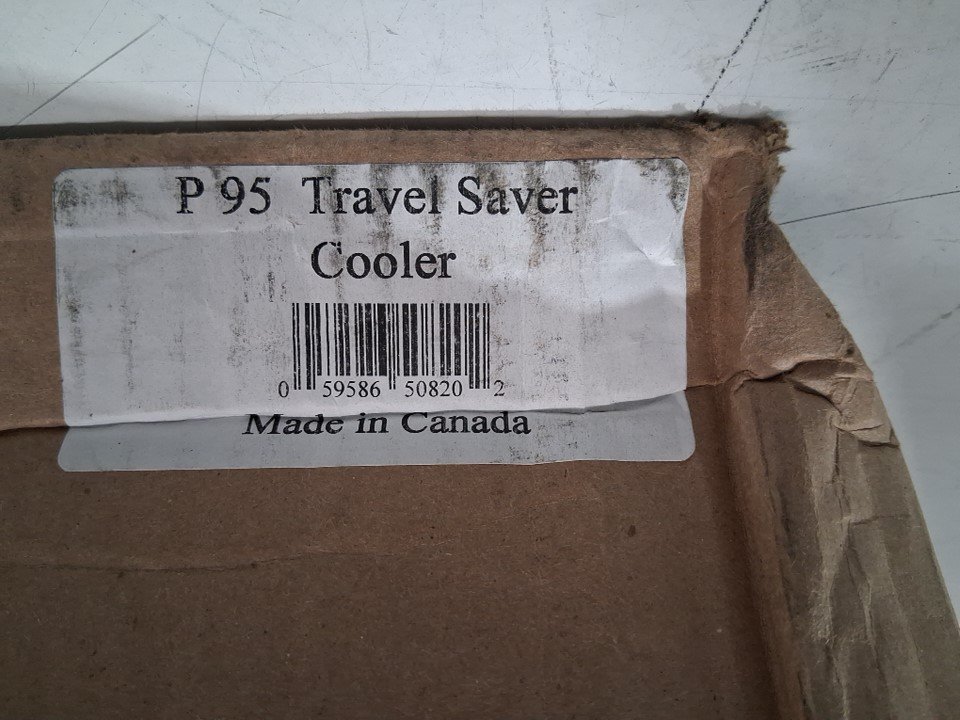 P 95 Travel Saver
Cooler
0 59586 50820 2
Made in Canada